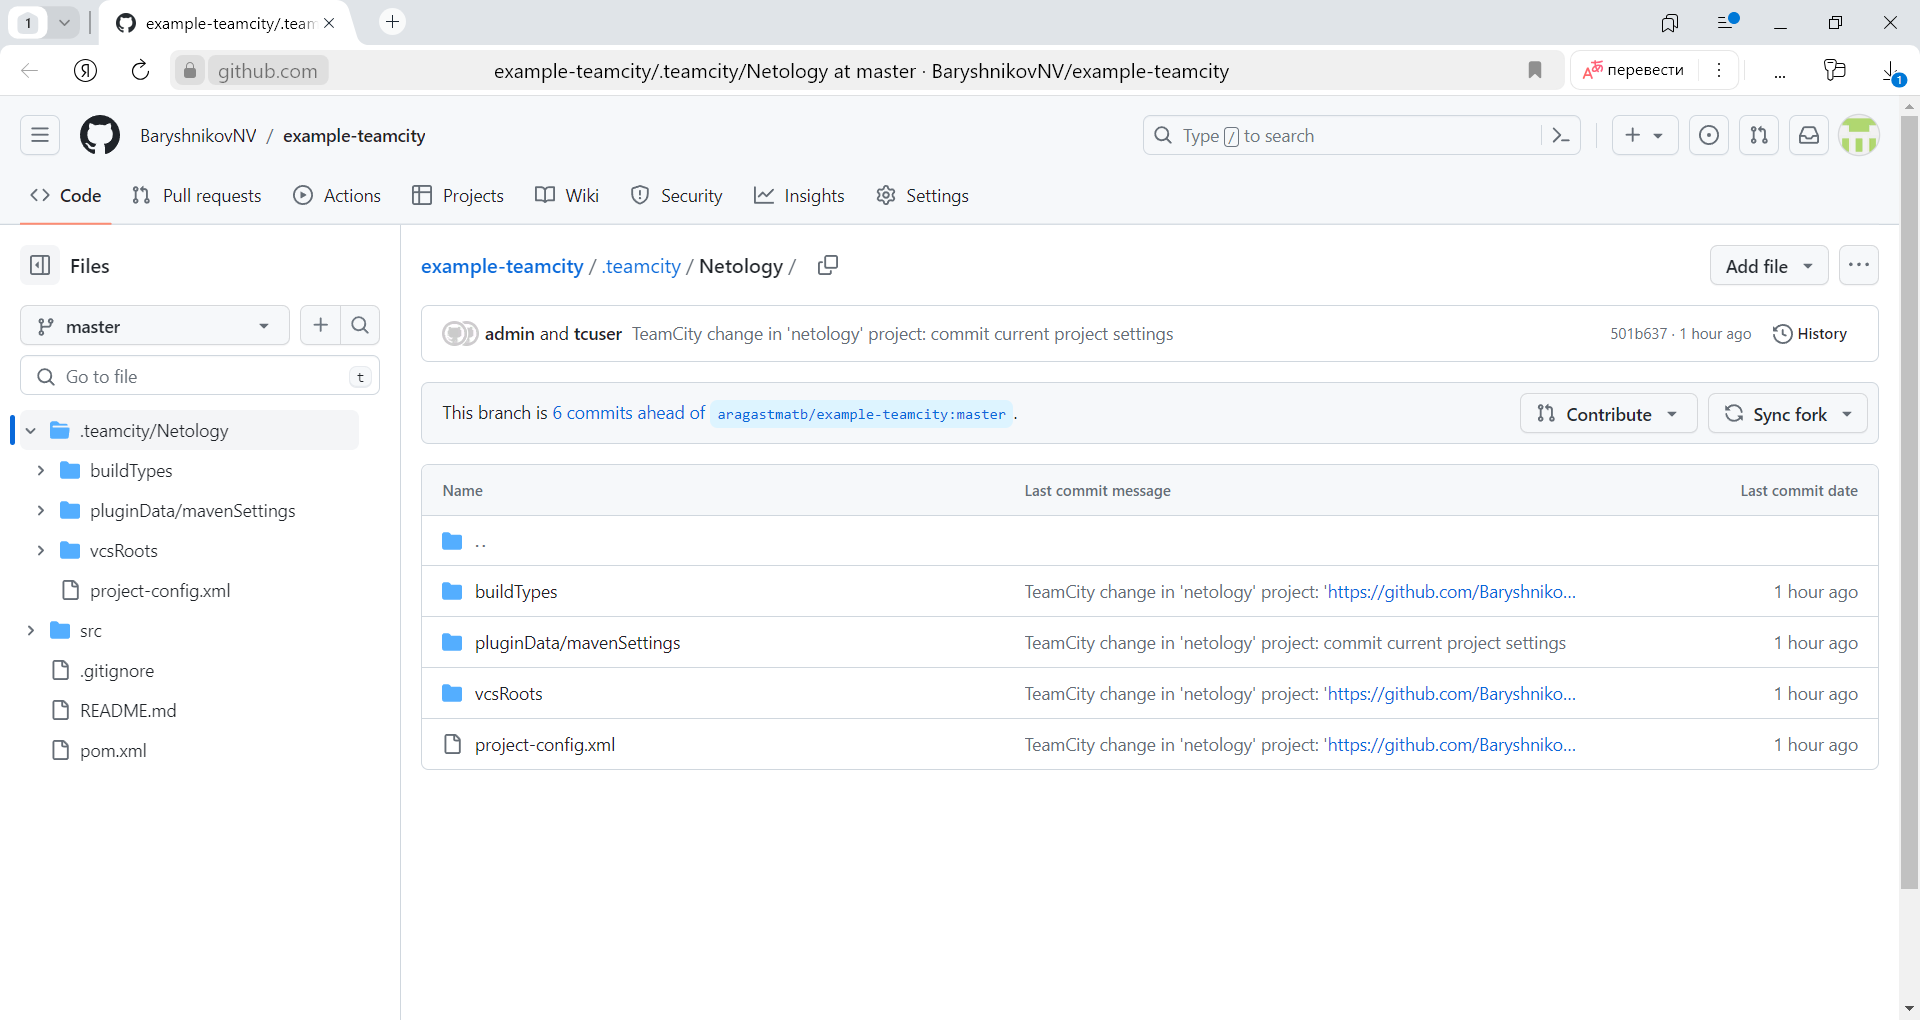 1
example-teamcity/.team
github.com
example-teamcity/.teamcity/Netology at master · BaryshnikovNV/example-teamcity
перевести
1
BaryshnikovNV / example-teamcity
Type / to search
Code
Pull requests
Actions
Projects
Wiki
Security
Insights
Settings
Files
master
Go to file
t
.teamcity/Netology
buildTypes
pluginData/mavenSettings
vcsRoots
project-config.xml
src
.gitignore
README.md
pom.xml
example-teamcity / .teamcity / Netology /
Add file
admin and tcuser TeamCity change in 'netology' project: commit current project settings
501b637 · 1 hour ago
History
This branch is 6 commits ahead of aragastmatb/example-teamcity:master .
Contribute
Sync fork
Name Last commit message Last commit date
..
buildTypes TeamCity change in 'netology' project: 'https://github.com/Baryshniko... 1 hour ago
pluginData/mavenSettings TeamCity change in 'netology' project: commit current project settings 1 hour ago
vcsRoots TeamCity change in 'netology' project: 'https://github.com/Baryshniko... 1 hour ago
project-config.xml TeamCity change in 'netology' project: 'https://github.com/Baryshniko... 1 hour ago